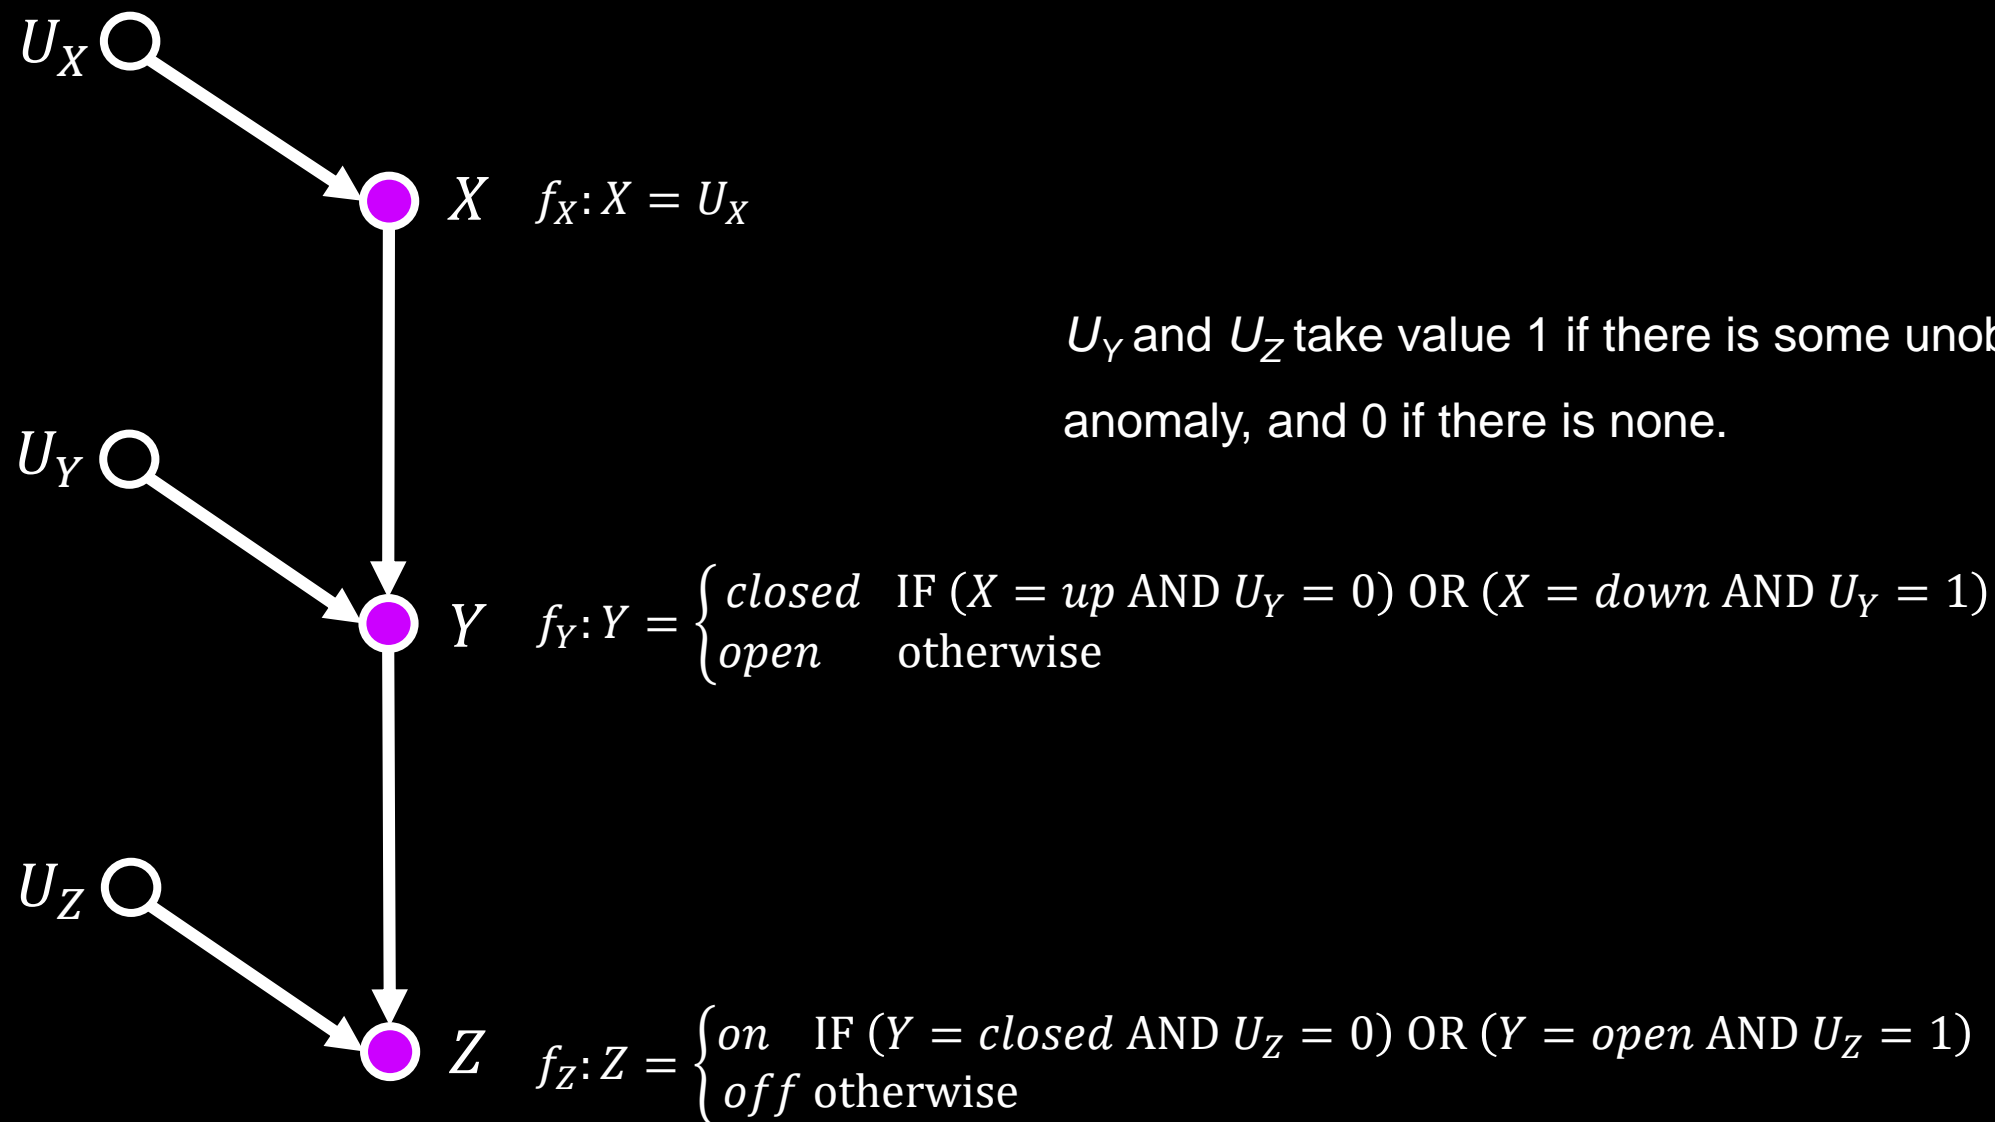 U_X
X f_X: X = U_X
U_Y and U_Z take value 1 if there is some
anomaly, and 0 if there is none.
U_Y
Y f_Y: Y = { closed IF (X = up AND U_Y = 0) OR (X = down AND U_Y = 1)
open otherwise
U_Z
Z f_Z: Z = { on IF (Y = closed AND U_Z = 0) OR (Y = open AND U_Z = 1)
off otherwise